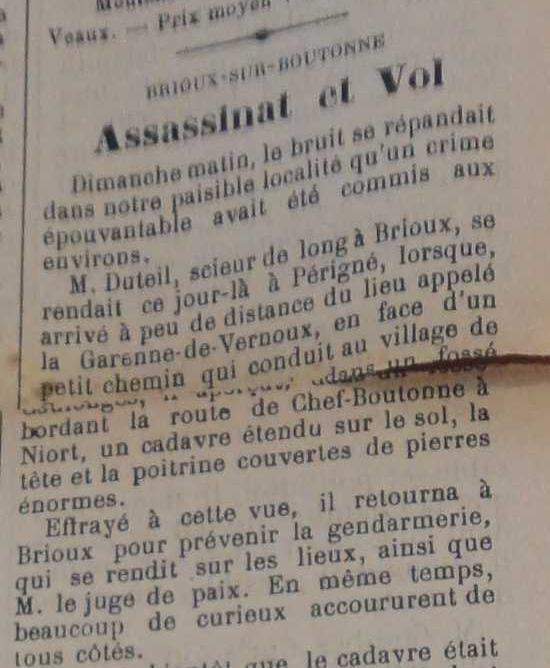 Veaux. — Prix moyen
BRIOUX-SUR-BOUTONNE
Assassinat et Vol
Dimanche matin, le bruit se répandait
dans notre paisible localité qu'un crime
épouvantable avait été commis aux
environs.
M. Duteil, scieur de long à Brioux, se
rendait ce jour-là à Périgné, lorsque,
arrivé à peu de distance du lieu appelé
la Garenne-de-Vernoux, en face d'un
petit chemin qui conduit au village de
dans un fossé
bordant la route de Chef-Boutonne à
Niort, un cadavre étendu sur le sol, la
tête et la poitrine couvertes de pierres
énormes.
Effrayé à cette vue, il retourna à
Brioux pour prévenir la gendarmerie,
qui se rendit sur les lieux, ainsi que
M. le juge de paix. En même temps,
beaucoup de curieux accoururent de
tous côtés.
que le cadavre était